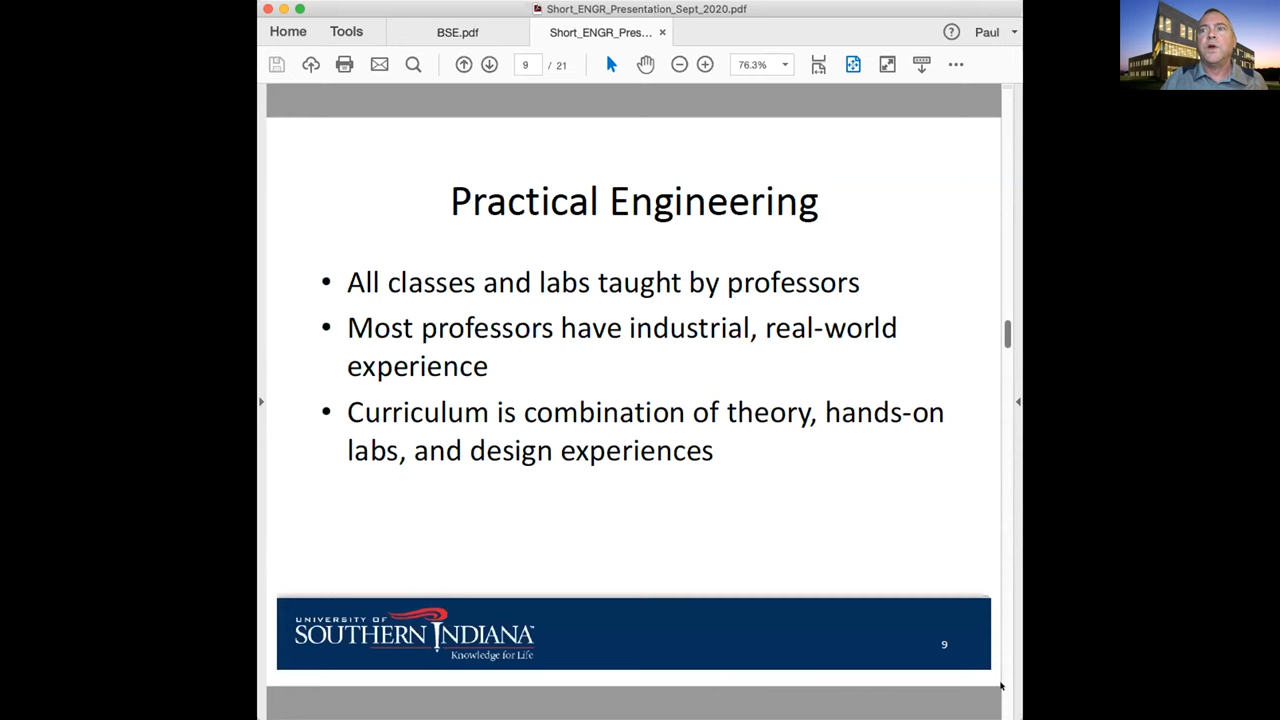 Short_ENGR_Presentation_Sept_2020.pdf
Home Tools BSE.pdf Short_ENGR_Pres... × Paul
9 / 21 76.3%
Practical Engineering
• All classes and labs taught by professors
• Most professors have industrial, real-world
experience
• Curriculum is combination of theory, hands-on
labs, and design experiences
UNIVERSITY OF
SOUTHERN INDIANA
Knowledge for Life
9